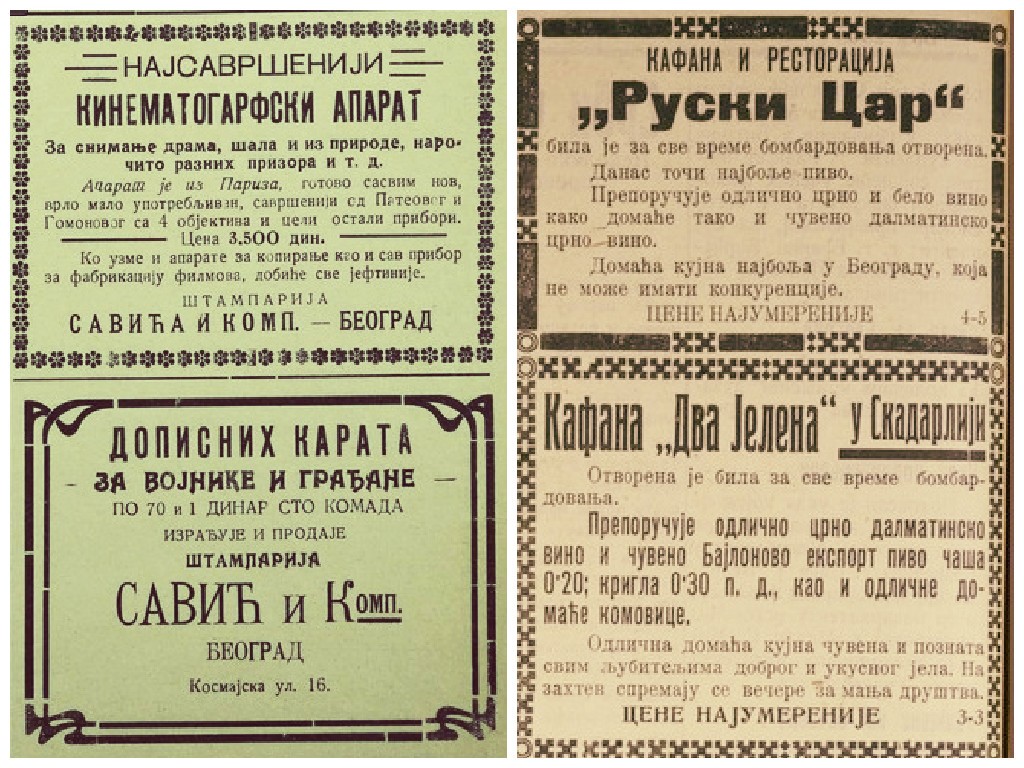 НАЈСАВРШЕНИЈИ
КИНЕМАТОГАРФСКИ АПАРАТ
За снимање драма, шала и из природе, наро-
чито разних призора и т. д.
Апарат је из Париза, готово сасвим нов,
врло мало употребљиван, савршенији од Патеовог и
Гомоновог са 4 објектива и цели остали прибори.
Цена 3.500 дин.
Ко узме и апарате за копирање као и сав прибор
за фабрикацију филмова, добиће све јефтиније.
ШТАМПАРИЈА
САВИЋА И КОМП. — БЕОГРАД
ДОПИСНИХ КАРАТА
— ЗА ВОЈНИКЕ И ГРАЂАНЕ —
ПО 70 и 1 ДИНАР СТО КОМАДА
ИЗРАЂУЈЕ И ПРОДАЈЕ
ШТАМПАРИЈА
САВИЋ и Комп.
БЕОГРАД
Космајска ул. 16.
КАФАНА И РЕСТОРАЦИЈА
„Руски Цар“
била је за све време бомбардовања отворена.
Данас точи најбоље пиво.
Препоручује одлично црно и бело вино
како домаће тако и чувено далматинско
црно вино.
Домаћа кујна најбоља у Београду, која
не може имати конкуренције.
ЦЕНЕ НАЈУМЕРЕНИЈЕ 4-5
Кафана „Два Јелена“ у Скадарлији
Отворена је била за све време бомбар-
довања.
Препоручује одлично црно далматинско
вино и чувено Бајлоново експорт пиво чаша
0·20; кригла 0·30 п. д., као и одличне до-
маће комовице.
Одлична домаћа кујна чувена и позната
свим љубитељима доброг и укусног јела. На
захтев спремају се вечере за мања друштва.
ЦЕНЕ НАЈУМЕРЕНИЈЕ 3-3